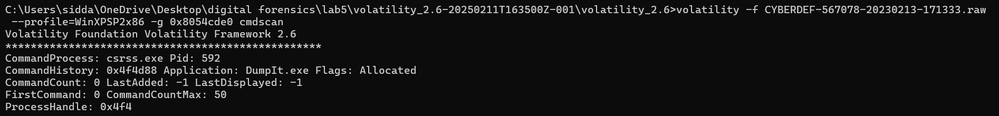 C:\Users\sidda\OneDrive\Desktop\digital forensics\lab5\volatility_2.6-20250211T163500Z-001\volatility_2.6>volatility -f CYBERDEF-567078-20230213-171333.raw
 --profile=WinXPSP2x86 -g 0x8054cde0 cmdscan
Volatility Foundation Volatility Framework 2.6
**************************************************
CommandProcess: csrss.exe Pid: 592
CommandHistory: 0x4f4d88 Application: DumpIt.exe Flags: Allocated
CommandCount: 0 LastAdded: -1 LastDisplayed: -1
FirstCommand: 0 CommandCountMax: 50
ProcessHandle: 0x4f4